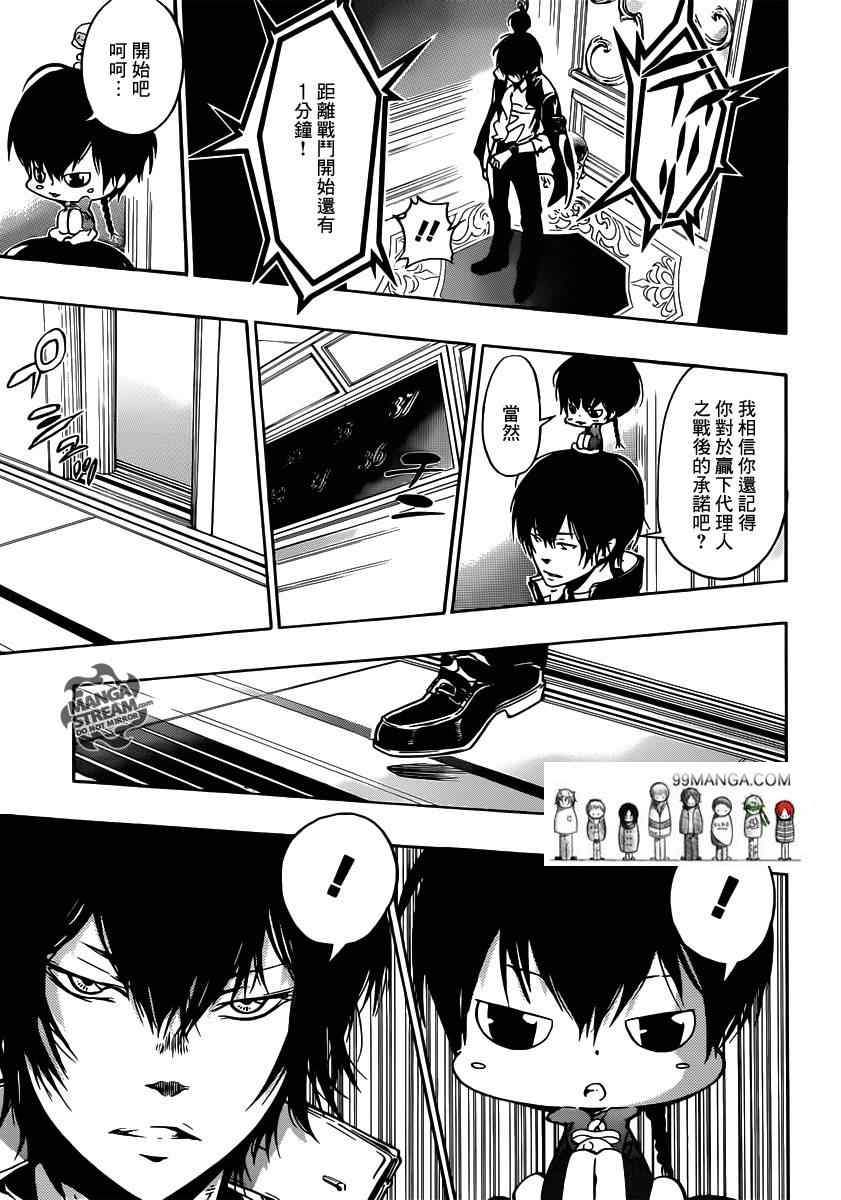 !!
距離戰鬥開始還有
1分鐘！
開始吧
呵呵…
我相信你還記得
你對於贏下代理人
之戰後的承諾吧？
當然
37
36
MANGA
STREAM.com
DO NOT MIRROR!
99MANGA.COM
!
!